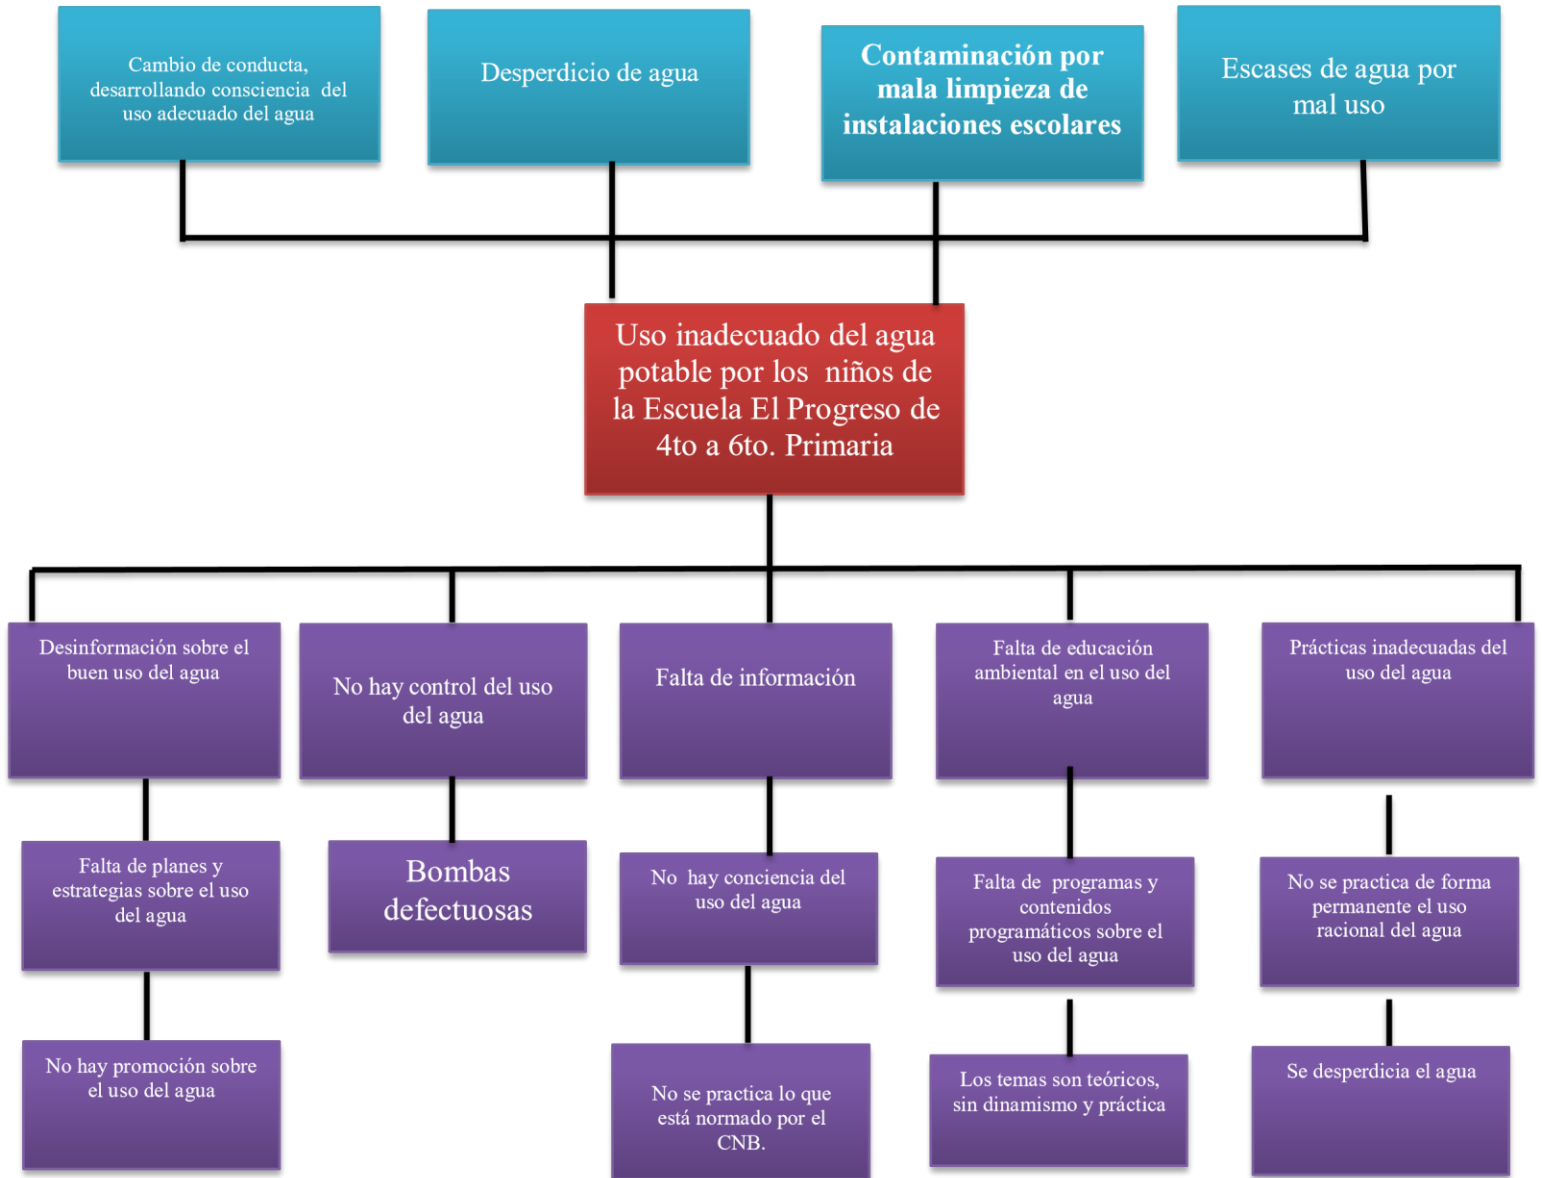 Cambio de conducta,
desarrollando consciencia del
uso adecuado del agua
Desperdicio de agua
Contaminación por
mala limpieza de
instalaciones escolares
Escases de agua por
mal uso
Uso inadecuado del agua
potable por los niños de
la Escuela El Progreso de
4to a 6to. Primaria
Desinformación sobre el
buen uso del agua
No hay control del uso
del agua
Falta de información
Falta de educación
ambiental en el uso del
agua
Prácticas inadecuadas del
uso del agua
Falta de planes y
estrategias sobre el uso
del agua
Bombas
defectuosas
No hay conciencia del
uso del agua
Falta de programas y
contenidos
programáticos sobre el
uso del agua
No se practica de forma
permanente el uso
racional del agua
No hay promoción sobre
el uso del agua
No se practica lo que
está normado por el
CNB.
Los temas son teóricos,
sin dinamismo y práctica
Se desperdicia el agua